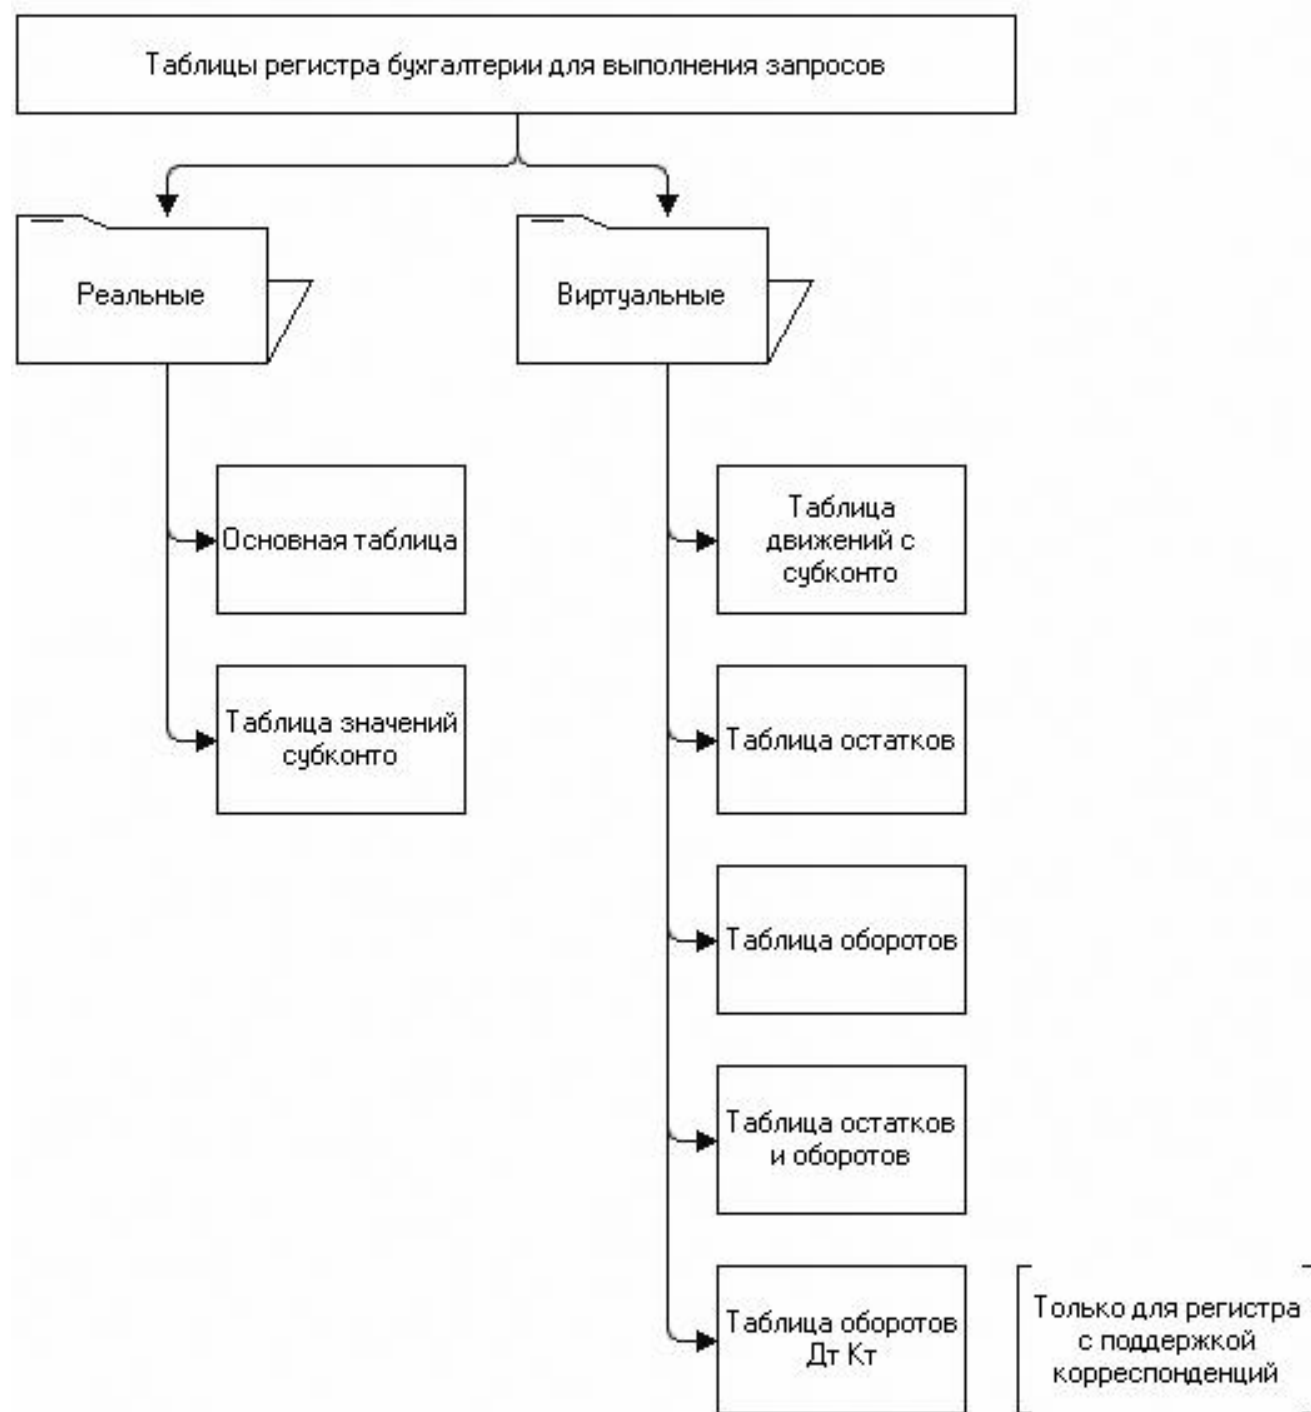 Таблицы регистра бухгалтерии для выполнения запросов
Реальные
Виртуальные
Основная таблица
Таблица значений
субконто
Таблица
движений с
субконто
Таблица остатков
Таблица оборотов
Таблица остатков
и оборотов
Таблица оборотов
Дт Кт
Только для регистра
с поддержкой
корреспонденций